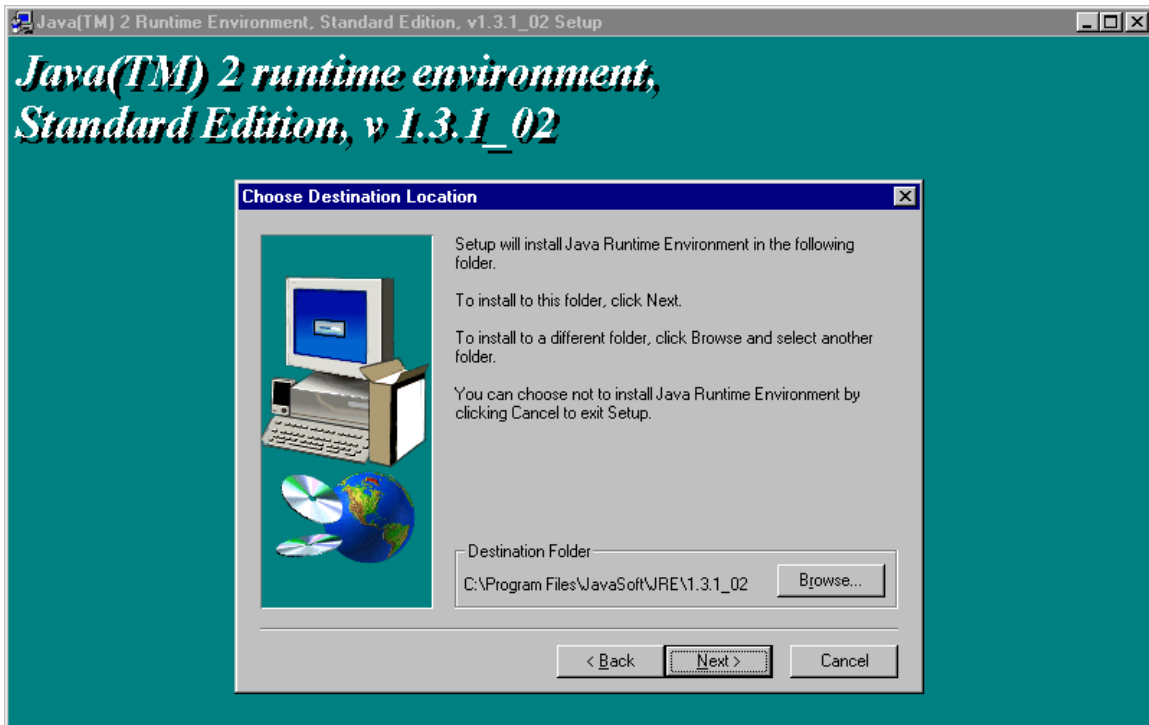 Java(TM) 2 Runtime Environment, Standard Edition, v1.3.1_02 Setup
Java(TM) 2 runtime environment,
Standard Edition, v 1.3.1_02
Choose Destination Location
Setup will install Java Runtime Environment in the following
folder.
To install to this folder, click Next.
To install to a different folder, click Browse and select another
folder.
You can choose not to install Java Runtime Environment by
clicking Cancel to exit Setup.
Destination Folder
C:\Program Files\JavaSoft\JRE\1.3.1_02
Browse...
< Back
Next >
Cancel